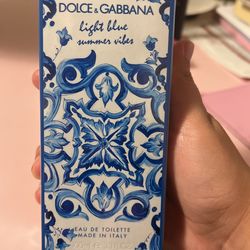 DOLCE & GABBANA
light blue
summer vibes
EAU DE TOILETTE
MADE IN ITALY